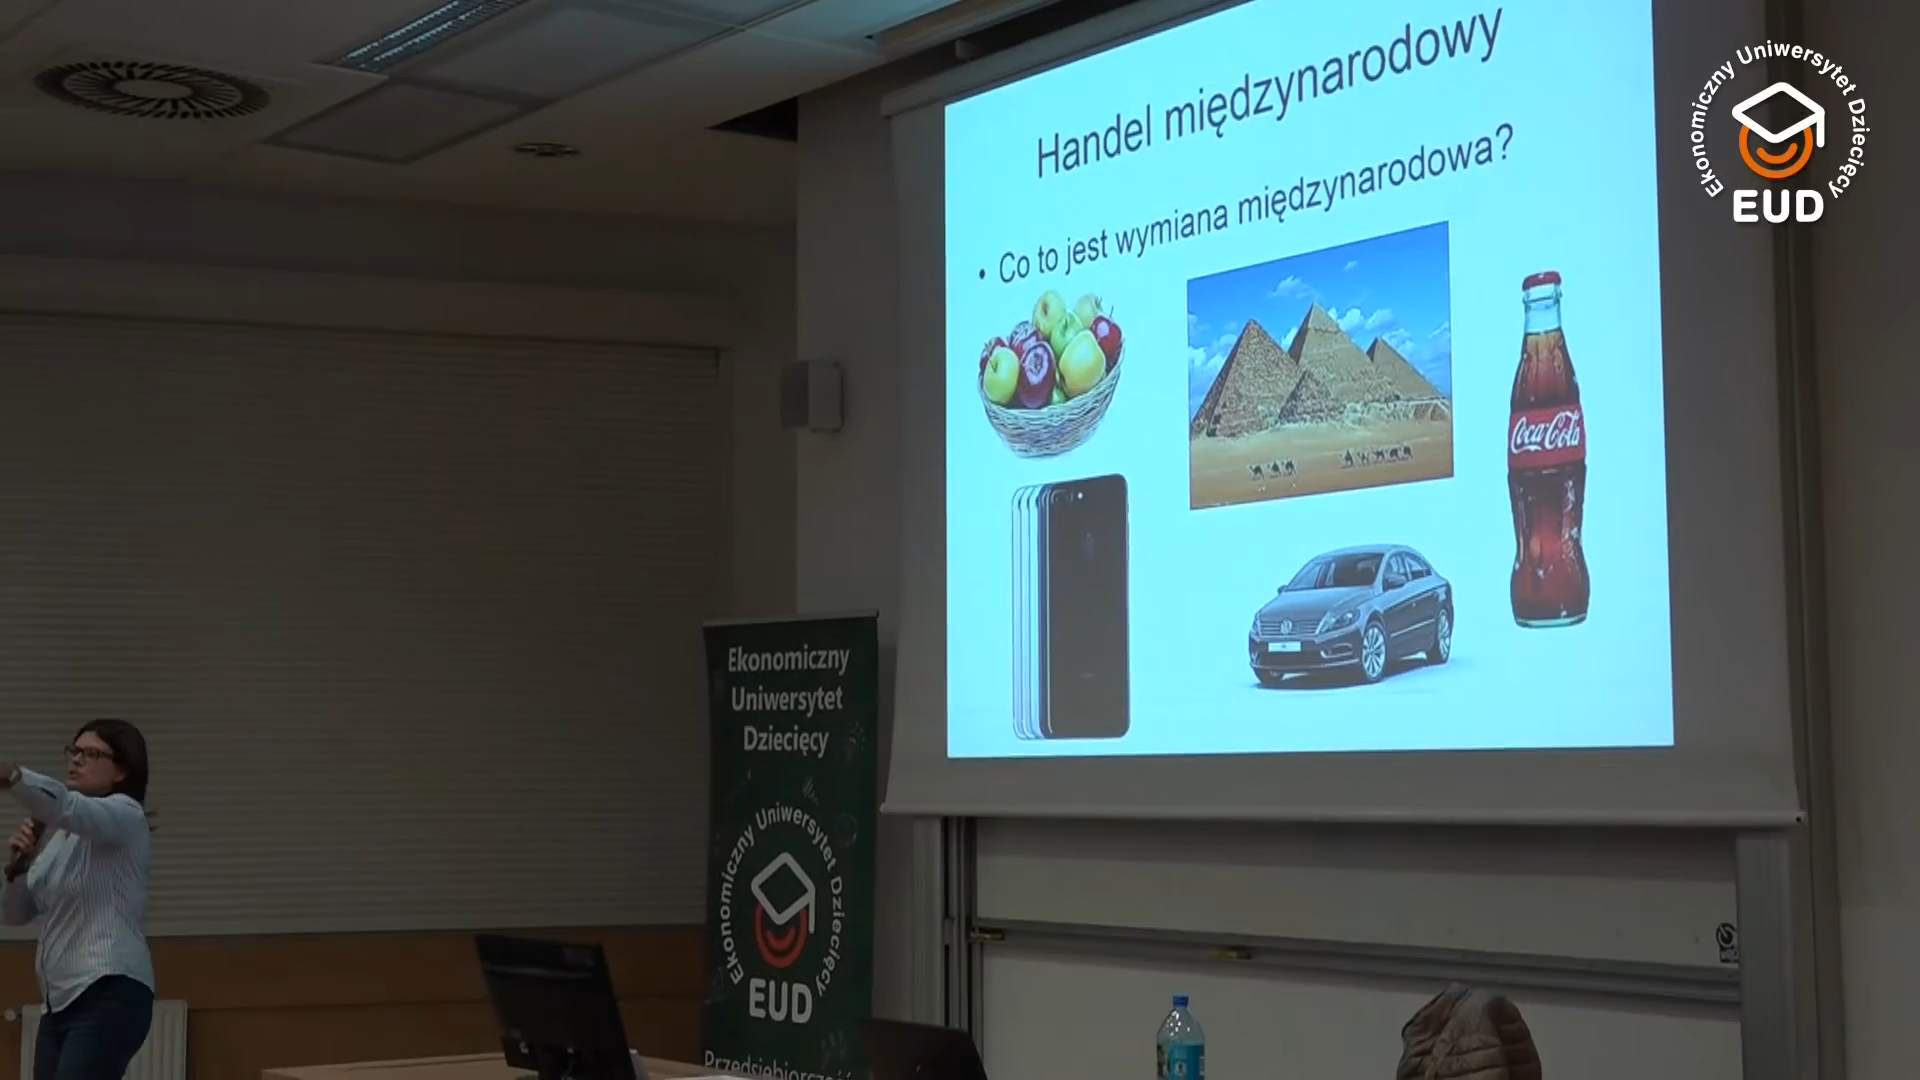 Handel międzynarodowy
• Co to jest wymiana międzynarodowa?
Coca-Cola
Ekonomiczny Uniwersytet Dziecięcy
EUD
Ekonomiczny
Uniwersytet
Dziecięcy
Ekonomiczny Uniwersytet Dziecięcy
EUD